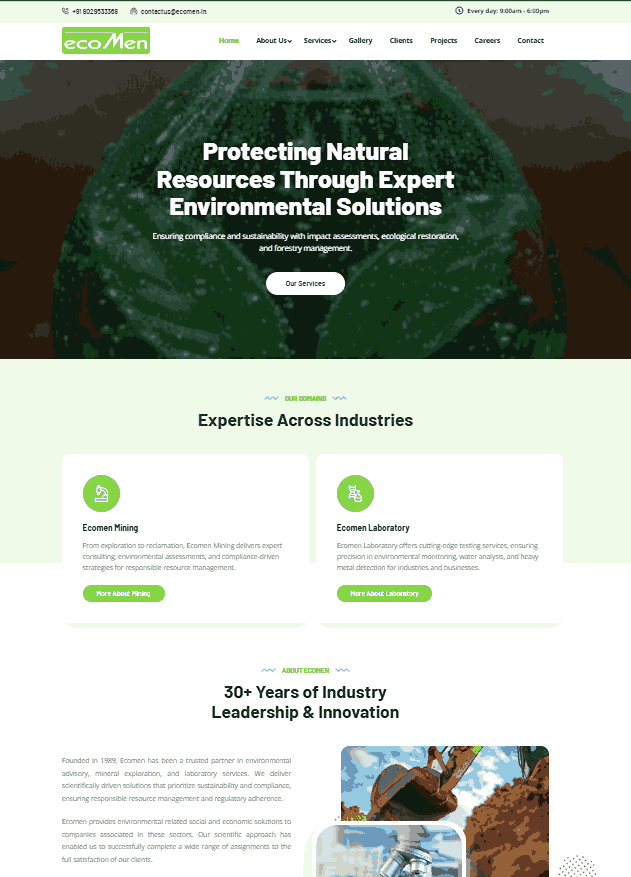 +91 8029533368
contactus@ecomen.in
Every day: 9:00am - 6:00pm
ecoMen
Home
About Us
Services
Gallery
Clients
Projects
Careers
Contact
Protecting Natural
Resources Through Expert
Environmental Solutions
Ensuring compliance and sustainability with impact assessments, ecological restoration,
and forestry management.
Our Services
OUR DOMAINS
Expertise Across Industries
Ecomen Mining
From exploration to reclamation, Ecomen Mining delivers expert
consulting, environmental assessments, and compliance-driven
strategies for responsible resource management.
More About Mining
Ecomen Laboratory
Ecomen Laboratory offers cutting-edge testing services, ensuring
precision in environmental monitoring, water analysis, and heavy
metal detection for industries and businesses.
More About Laboratory
ABOUT ECOMEN
30+ Years of Industry
Leadership & Innovation
Founded in 1989, Ecomen has been a trusted partner in environmental
advisory, mineral exploration, and laboratory services. We deliver
scientifically driven solutions that prioritize sustainability and compliance,
ensuring responsible resource management and regulatory adherence.
Ecomen provides environmental related social and economic solutions to
companies associated in these sectors. Our scientific approach has
enabled us to successfully complete a wide range of assignments to the
full satisfaction of our clients.